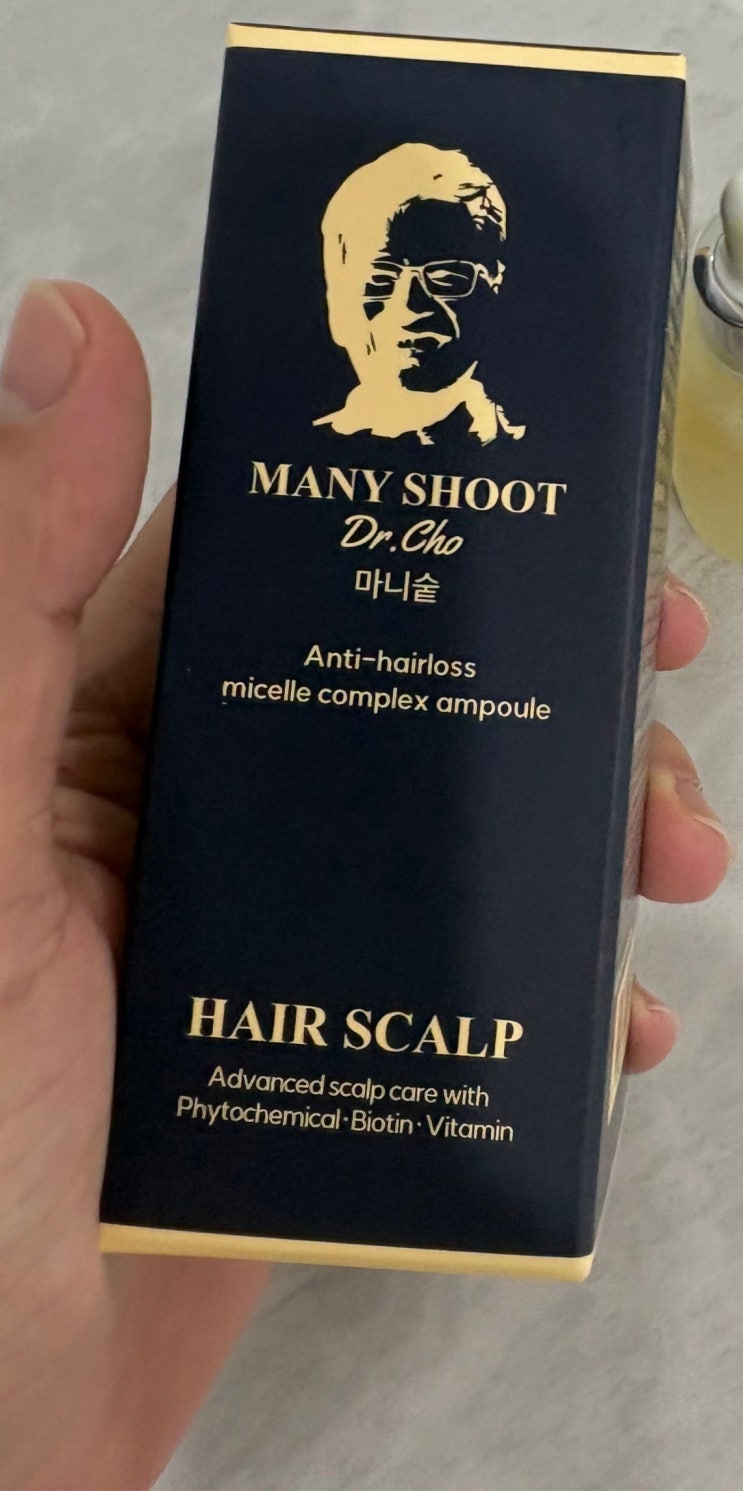 MANY SHOOT
Dr.Cho
마니숱
Anti-hairloss
micelle complex ampoule
HAIR SCALP
Advanced scalp care with
Phytochemical·Biotin·Vitamin